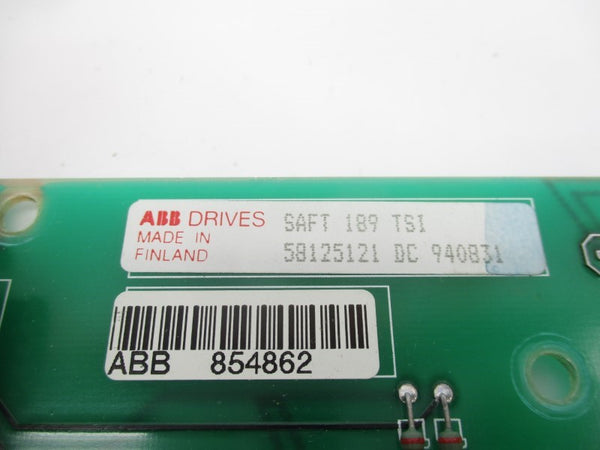 ABB DRIVES SAFT 189 TSI
MADE IN
FINLAND 58125121 DC 940831
ABB 854862